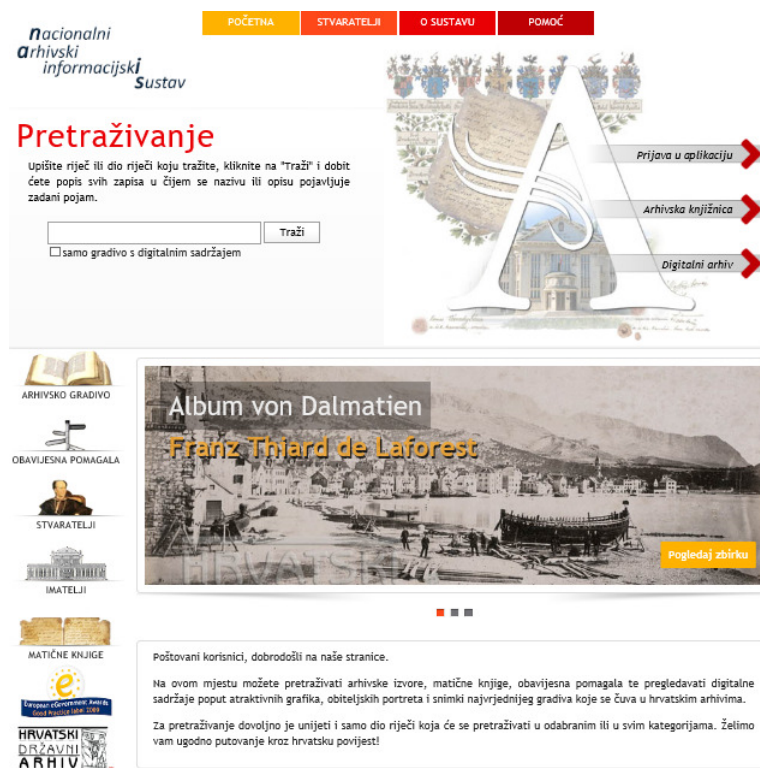 POČETNA
STVARATELJI
O SUSTAVU
POMOĆ
nacionalni
arhivski
informacijski
sustav
Pretraživanje
Upišite riječ ili dio riječi koju tražite, kliknite na "Traži" i dobit
ćete popis svih zapisa u čijem se nazivu ili opisu pojavljuje
zadani pojam.
Traži
samo gradivo s digitalnim sadržajem
Prijava u aplikaciju
Arhivska knjižnica
Digitalni arhiv
ARHIVSKO GRADIVO
OBAVIJESNA POMAGALA
STVARATELJI
IMATELJI
MATIČNE KNJIGE
e
European eGovernment Awards
Good Practice label 2009
HRVATSKI
DRŽAVNI
ARHIV
Album von Dalmatien
Franz Thiard de Laforest
Pogledaj zbirku
Poštovani korisnici, dobrodošli na naše stranice.
Na ovom mjestu možete pretraživati arhivske izvore, matične knjige, obavijesna pomagala te pregledavati digitalne
sadržaje poput atraktivnih grafika, obiteljskih portreta i snimki najvrjednijeg gradiva koje se čuva u hrvatskim arhivima.
Za pretraživanje dovoljno je unijeti i samo dio riječi koja će se pretraživati u odabranim ili u svim kategorijama. Želimo
vam ugodno putovanje kroz hrvatsku povijest!